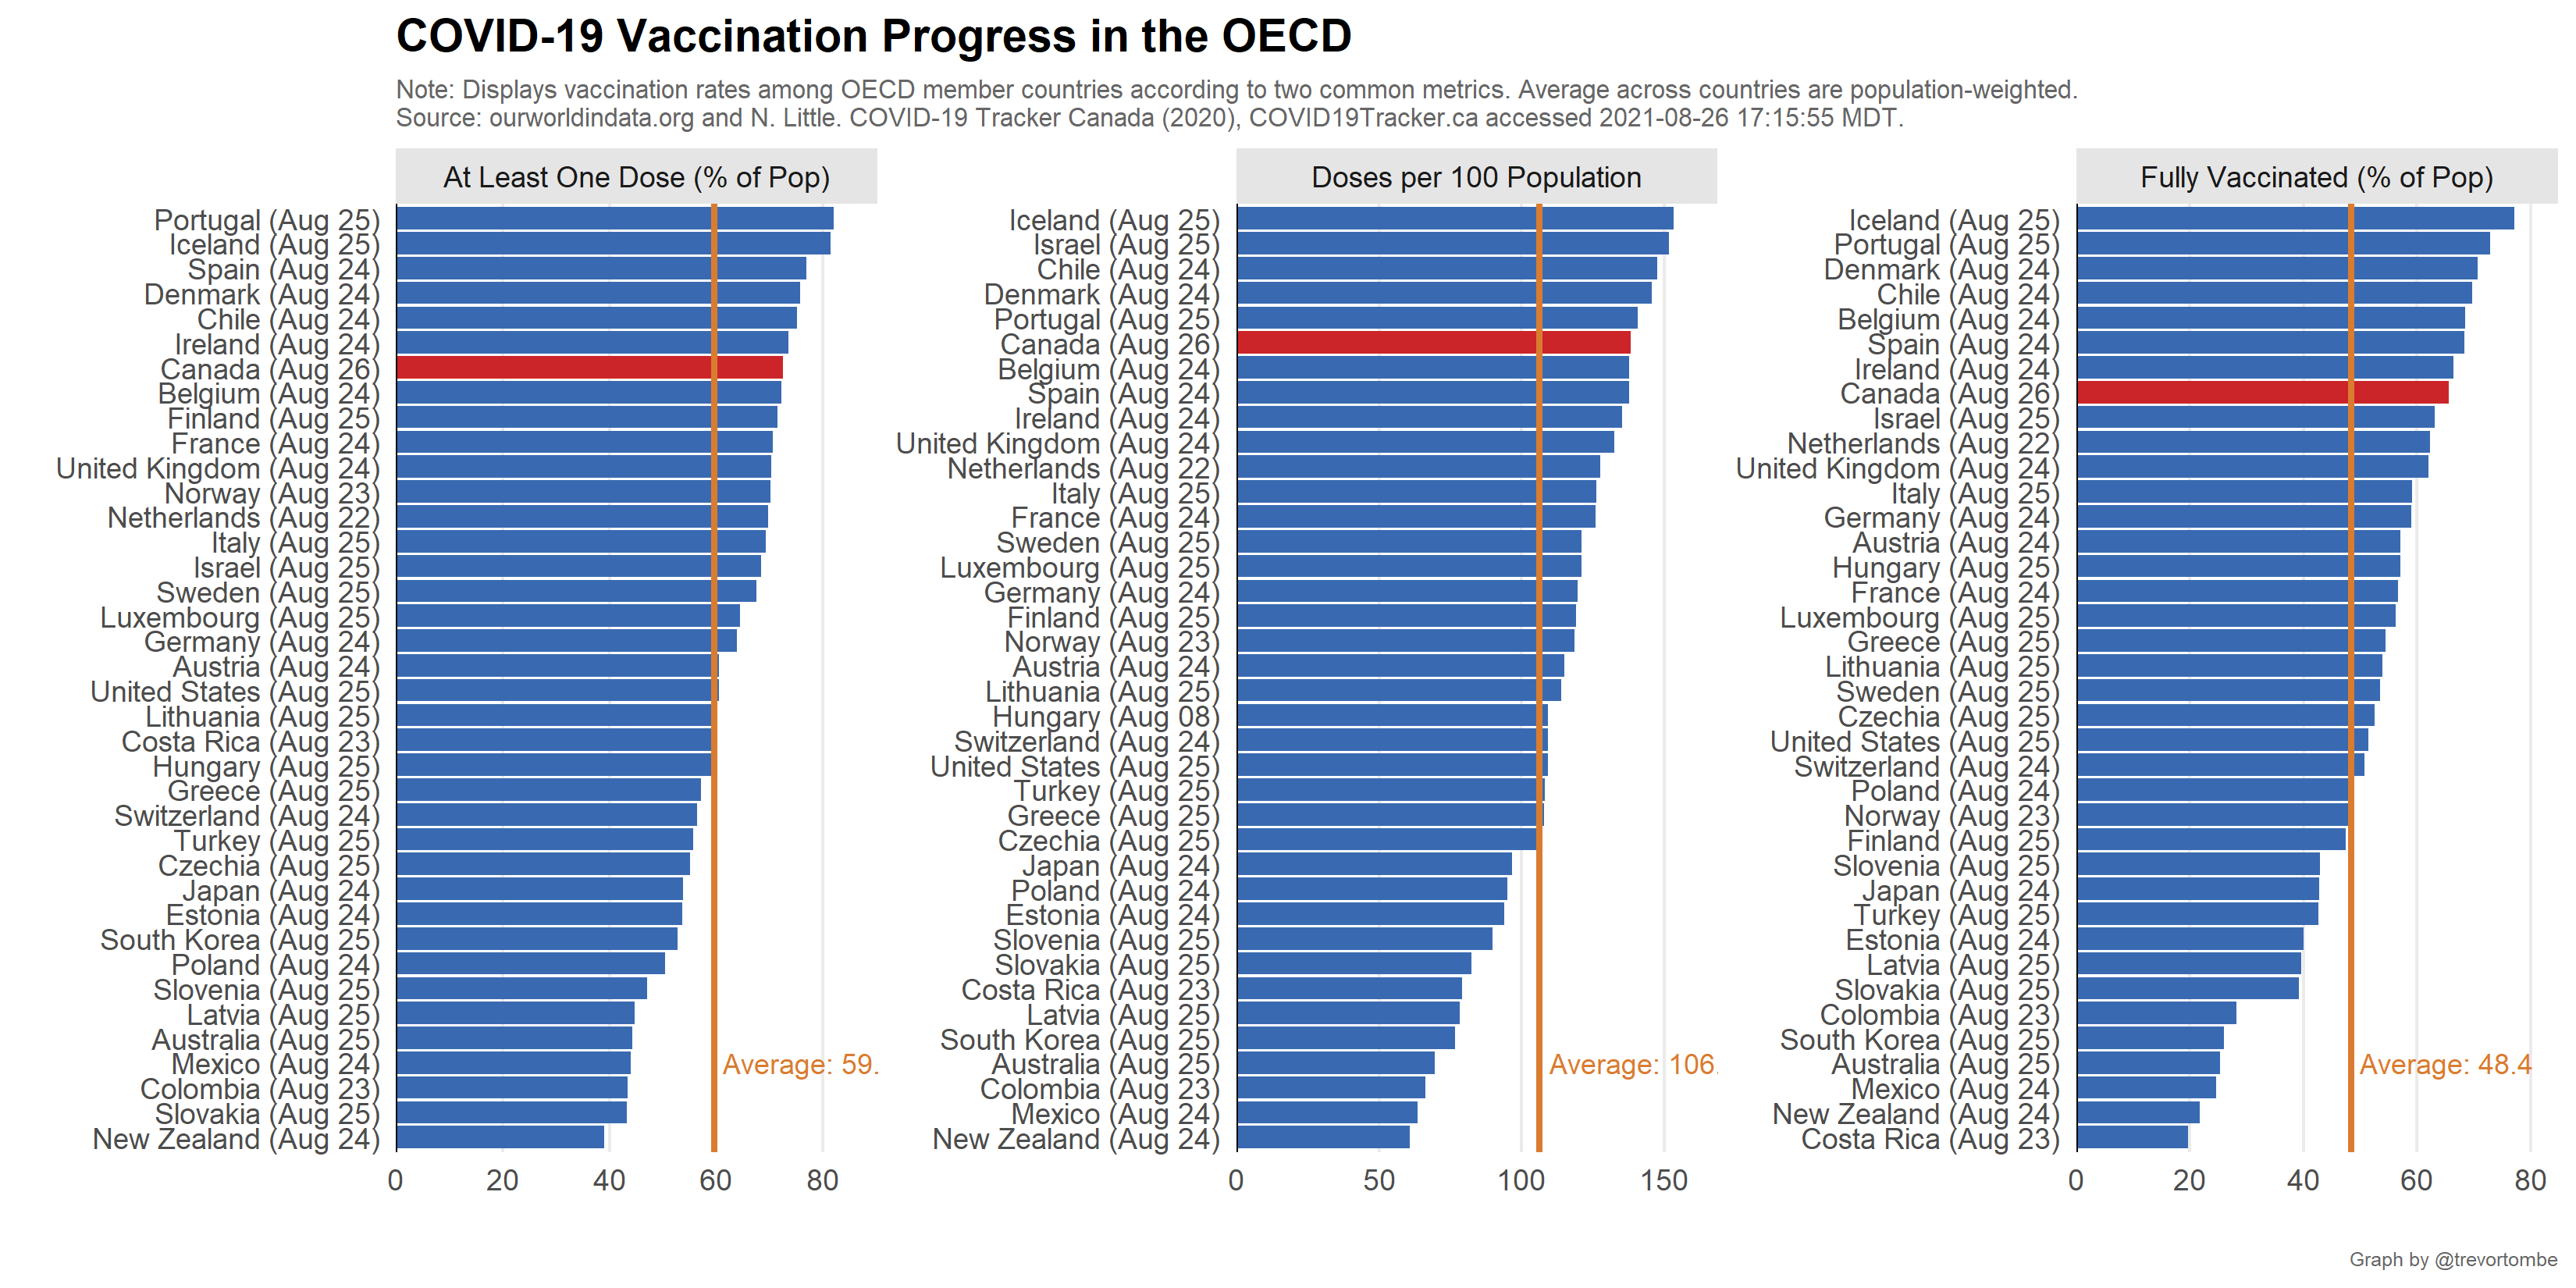 COVID-19 Vaccination Progress in the OECD
Note: Displays vaccination rates among OECD member countries according to two common metrics. Average across countries are population-weighted.
Source: ourworldindata.org and N. Little. COVID-19 Tracker Canada (2020), COVID19Tracker.ca accessed 2021-08-26 17:15:55 MDT.
At Least One Dose (% of Pop)
Portugal (Aug 25)
Iceland (Aug 25)
Spain (Aug 24)
Denmark (Aug 24)
Chile (Aug 24)
Ireland (Aug 24)
Canada (Aug 26)
Belgium (Aug 24)
Finland (Aug 25)
France (Aug 24)
United Kingdom (Aug 24)
Norway (Aug 23)
Netherlands (Aug 22)
Italy (Aug 25)
Israel (Aug 25)
Sweden (Aug 25)
Luxembourg (Aug 25)
Germany (Aug 24)
Austria (Aug 24)
United States (Aug 25)
Lithuania (Aug 25)
Costa Rica (Aug 23)
Hungary (Aug 25)
Greece (Aug 25)
Switzerland (Aug 24)
Turkey (Aug 25)
Czechia (Aug 25)
Japan (Aug 24)
Estonia (Aug 24)
South Korea (Aug 25)
Poland (Aug 24)
Slovenia (Aug 25)
Latvia (Aug 25)
Australia (Aug 25)
Mexico (Aug 24)
Colombia (Aug 23)
Slovakia (Aug 25)
New Zealand (Aug 24)
Average: 59.
0 20 40 60 80
Doses per 100 Population
Iceland (Aug 25)
Israel (Aug 25)
Chile (Aug 24)
Denmark (Aug 24)
Portugal (Aug 25)
Canada (Aug 26)
Belgium (Aug 24)
Spain (Aug 24)
Ireland (Aug 24)
United Kingdom (Aug 24)
Netherlands (Aug 22)
Italy (Aug 25)
France (Aug 24)
Sweden (Aug 25)
Luxembourg (Aug 25)
Germany (Aug 24)
Finland (Aug 25)
Norway (Aug 23)
Austria (Aug 24)
Lithuania (Aug 25)
Hungary (Aug 08)
Switzerland (Aug 24)
United States (Aug 25)
Turkey (Aug 25)
Greece (Aug 25)
Czechia (Aug 25)
Japan (Aug 24)
Poland (Aug 24)
Estonia (Aug 24)
Slovenia (Aug 25)
Slovakia (Aug 25)
Costa Rica (Aug 23)
Latvia (Aug 25)
South Korea (Aug 25)
Australia (Aug 25)
Colombia (Aug 23)
Mexico (Aug 24)
New Zealand (Aug 24)
Average: 106.
0 50 100 150
Fully Vaccinated (% of Pop)
Iceland (Aug 25)
Portugal (Aug 25)
Denmark (Aug 24)
Chile (Aug 24)
Belgium (Aug 24)
Spain (Aug 24)
Ireland (Aug 24)
Canada (Aug 26)
Israel (Aug 25)
Netherlands (Aug 22)
United Kingdom (Aug 24)
Italy (Aug 25)
Germany (Aug 24)
Austria (Aug 24)
Hungary (Aug 25)
France (Aug 24)
Luxembourg (Aug 25)
Greece (Aug 25)
Lithuania (Aug 25)
Sweden (Aug 25)
Czechia (Aug 25)
United States (Aug 25)
Switzerland (Aug 24)
Poland (Aug 24)
Norway (Aug 23)
Finland (Aug 25)
Slovenia (Aug 25)
Japan (Aug 24)
Turkey (Aug 25)
Estonia (Aug 24)
Latvia (Aug 25)
Slovakia (Aug 25)
Colombia (Aug 23)
South Korea (Aug 25)
Australia (Aug 25)
Mexico (Aug 24)
New Zealand (Aug 24)
Costa Rica (Aug 23)
Average: 48.4
0 20 40 60 80
Graph by @trevortombe